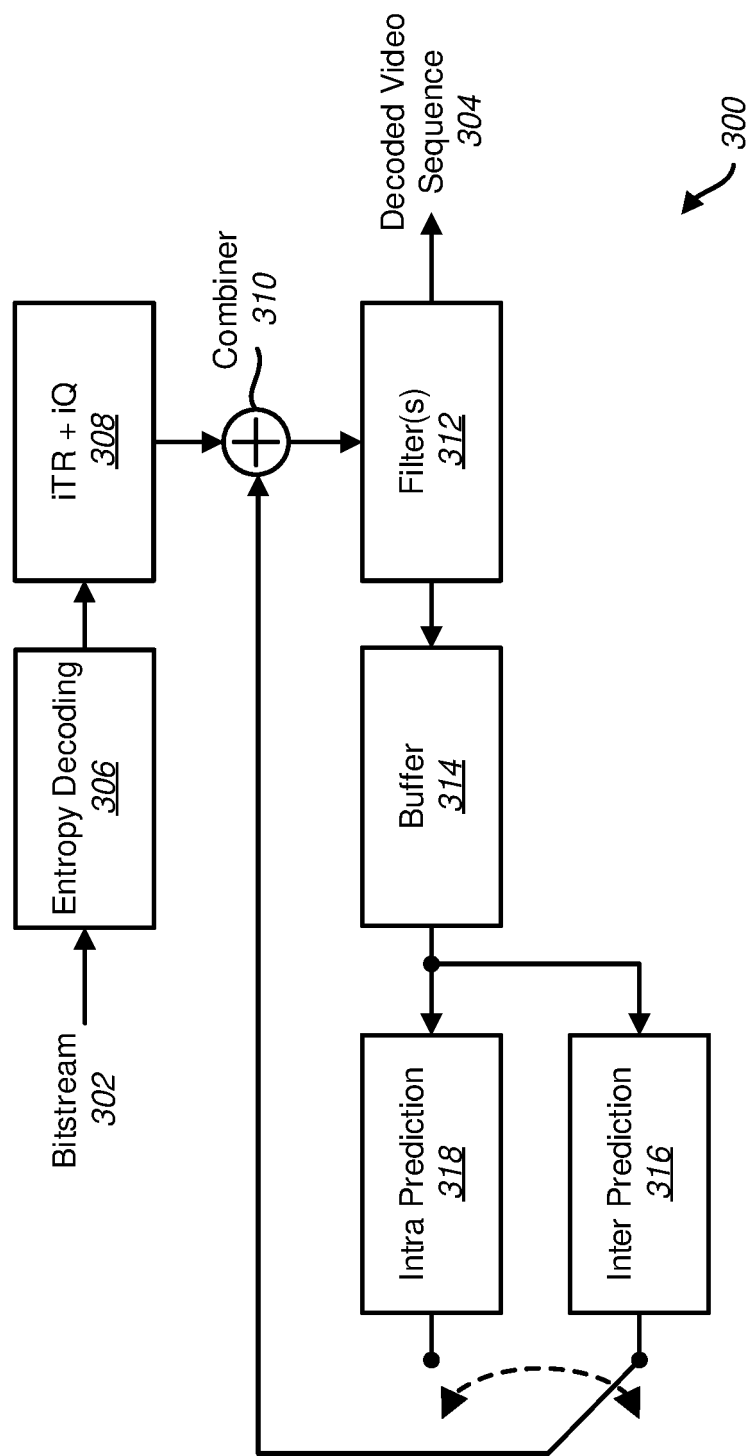 Bitstream
302
Entropy Decoding
306
iTR + iQ
308
Combiner
310
Intra Prediction
318
Buffer
314
Filter(s)
312
Decoded Video
Sequence
304
Inter Prediction
316
300